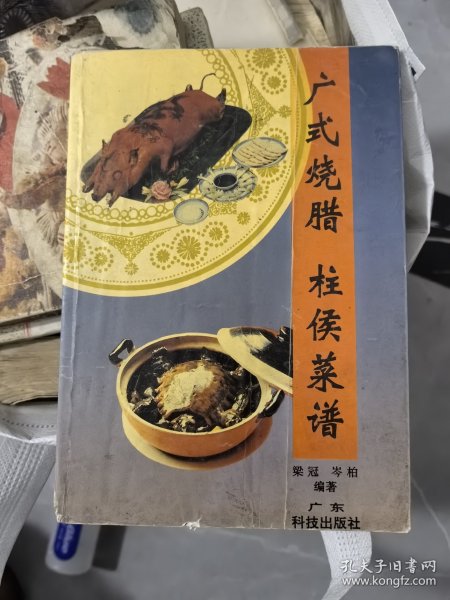 广式烧腊 柱侯菜谱
梁冠 岑柏
编著
广东
科技出版社
孔夫子旧书网
www.kongfz.com